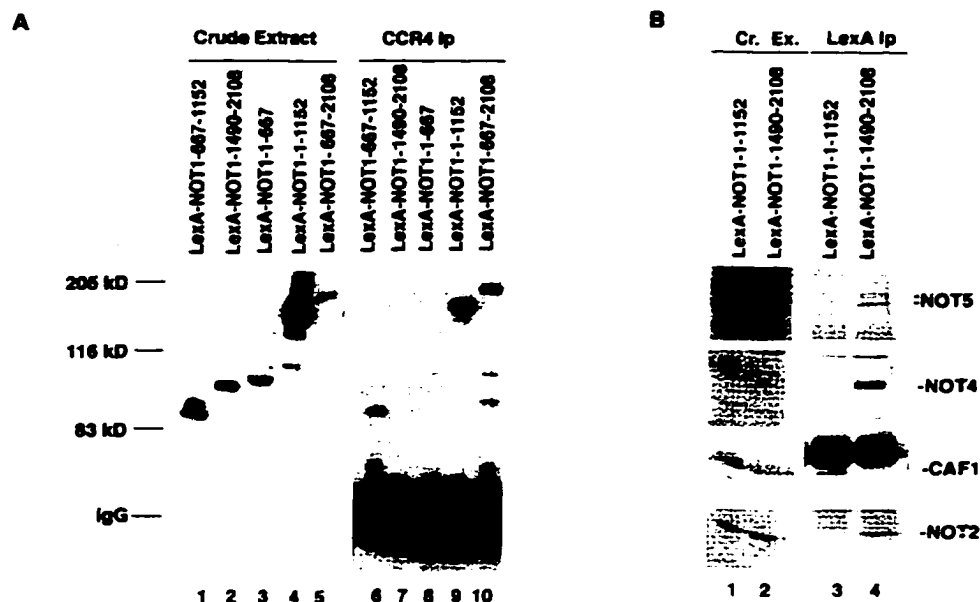 A
Crude Extract
CCR4 Ip
LexA-NOT1-667-1152
LexA-NOT1-1490-2108
LexA-NOT1-1-667
LexA-NOT1-1-1152
LexA-NOT1-667-2108
LexA-NOT1-667-1152
LexA-NOT1-1490-2108
LexA-NOT1-1-667
LexA-NOT1-1-1152
LexA-NOT1-667-2108
205 kD
116 kD
83 kD
IgG
1 2 3 4 5 6 7 8 9 10
B
Cr. Ex.
LexA Ip
LexA-NOT1-1-1152
LexA-NOT1-1490-2108
LexA-NOT1-1-1152
LexA-NOT1-1490-2108
:NOT5
-NOT4
-CAF1
-NOT2
1 2 3 4